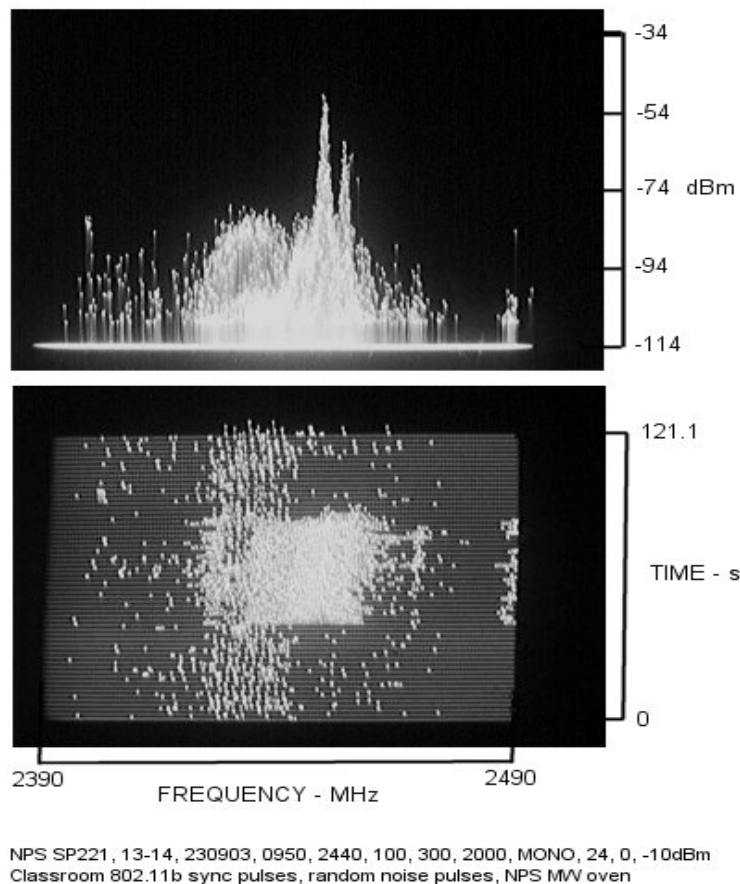 -34
-54
-74 dBm
-94
-114
121.1
TIME - s
0
2390 2490
FREQUENCY - MHz
NPS SP221, 13-14, 230903, 0950, 2440, 100, 300, 2000, MONO, 24, 0, -10dBm
Classroom 802.11b sync pulses, random noise pulses, NPS MW oven